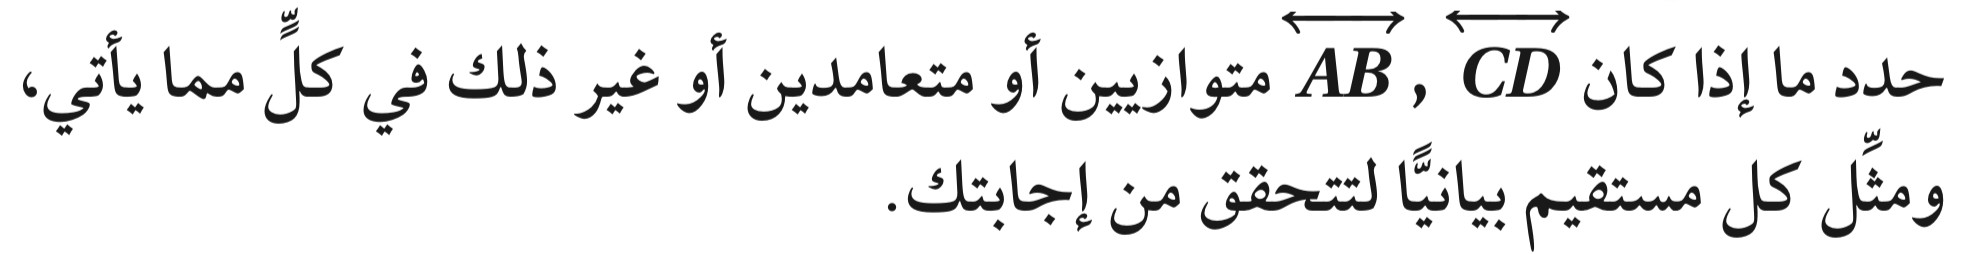 حدد ما إذا كان CD , AB متوازيين أو متعامدين أو غير ذلك في كلٍّ مما يأتي،
ومثِّل كل مستقيم بيانيًّا لتتحقق من إجابتك.